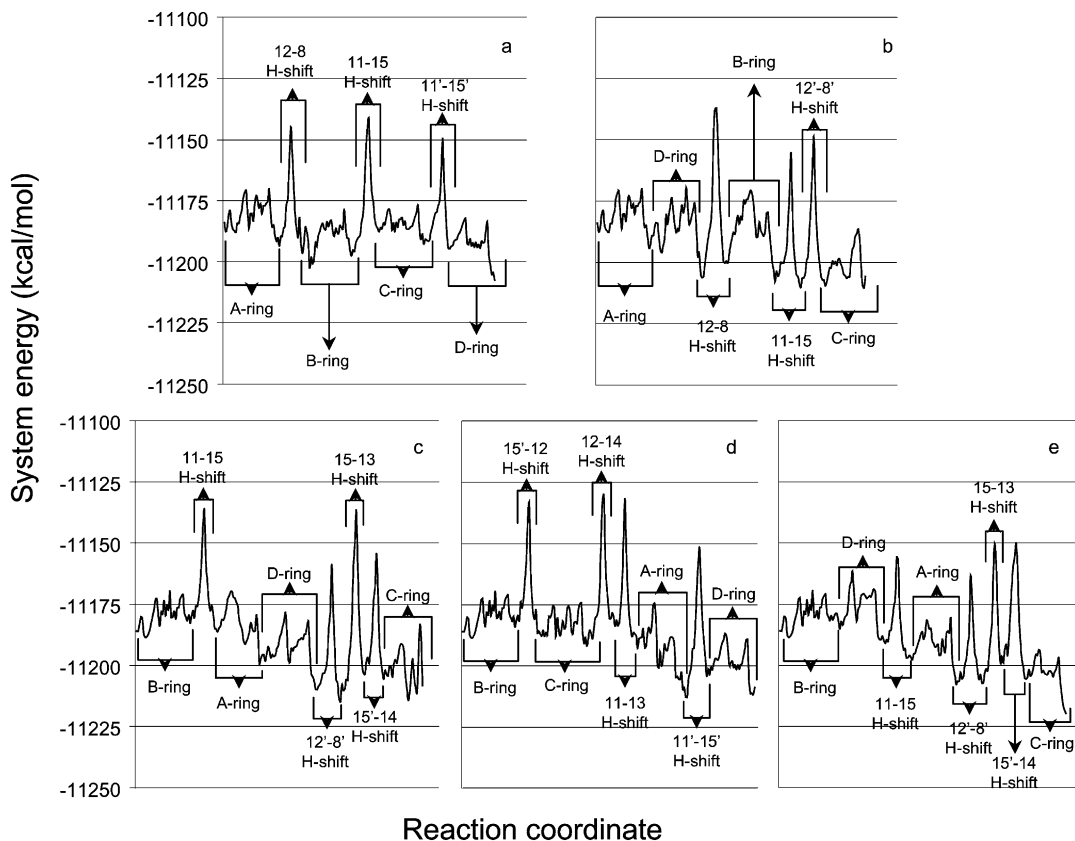 System energy (kcal/mol)
-11100
-11125
-11150
-11175
-11200
-11225
-11250
a
12-8
H-shift
11-15
H-shift
11'-15'
H-shift
A-ring
B-ring
C-ring
D-ring
b
B-ring
12'-8'
H-shift
D-ring
A-ring
12-8
H-shift
11-15
H-shift
C-ring
-11100
-11125
-11150
-11175
-11200
-11225
-11250
c
11-15
H-shift
15-13
H-shift
D-ring
C-ring
B-ring
A-ring
12'-8'
H-shift
15'-14
H-shift
d
15'-12
H-shift
12-14
H-shift
A-ring
D-ring
B-ring
C-ring
11-13
H-shift
11'-15'
H-shift
e
15-13
H-shift
D-ring
A-ring
B-ring
11-15
H-shift
12'-8'
H-shift
15'-14
H-shift
C-ring
Reaction coordinate